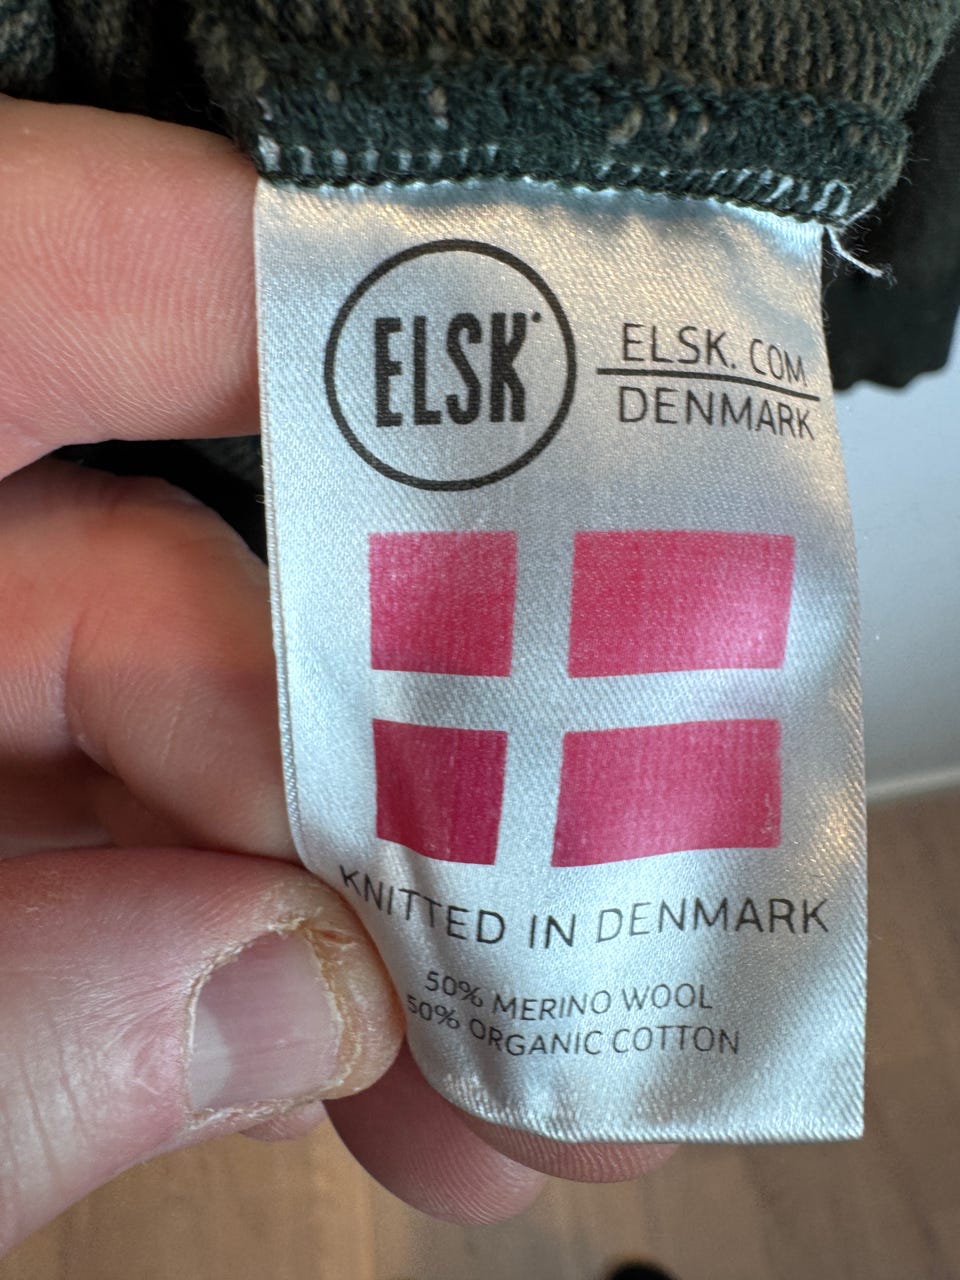 ELSK
ELSK. COM
DENMARK
KNITTED IN DENMARK
50% MERINO WOOL
50% ORGANIC COTTON